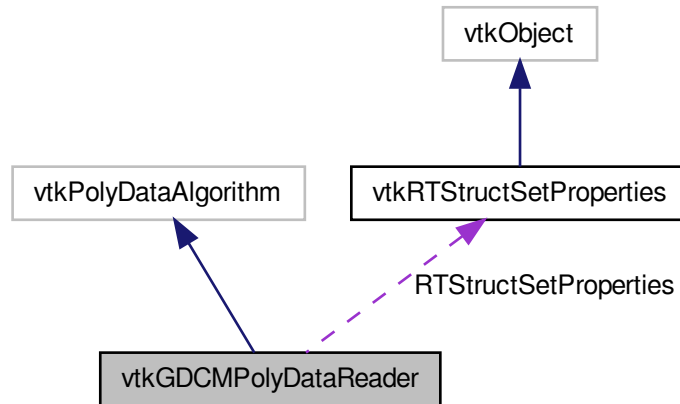 vtkObject
vtkPolyDataAlgorithm
vtkRTStructSetProperties
RTStructSetProperties
vtkGDCMPolyDataReader